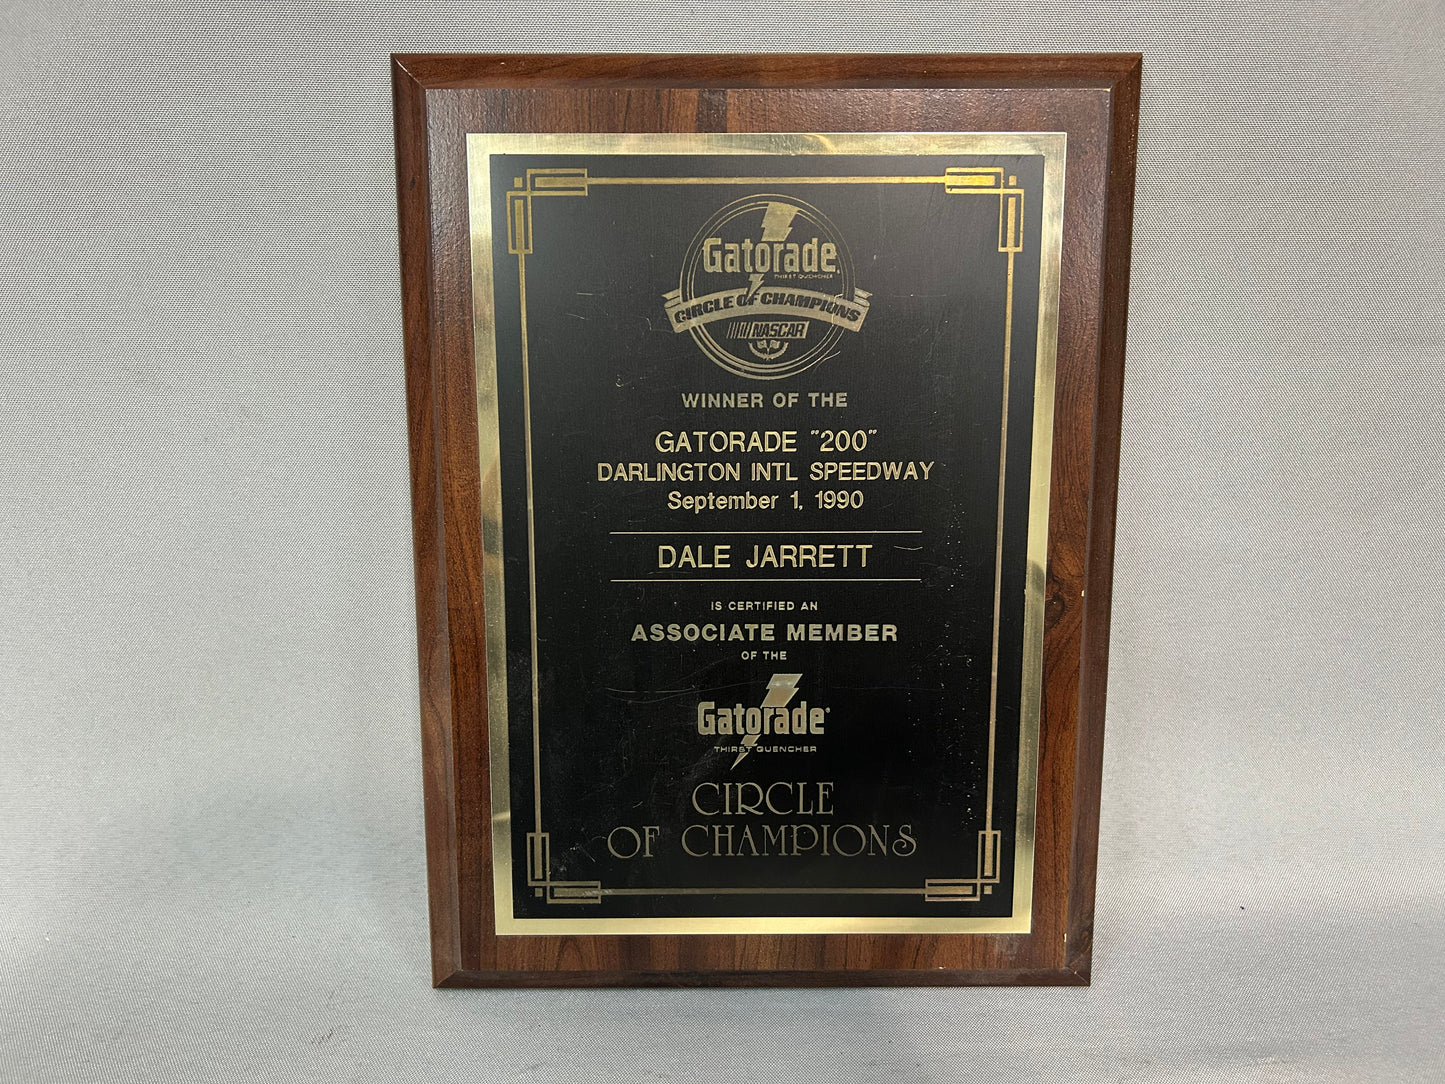 Gatorade
THIRST QUENCHER
CIRCLE OF CHAMPIONS
NASCAR
WINNER OF THE
GATORADE "200"
DARLINGTON INTL SPEEDWAY
September 1, 1990
DALE JARRETT
IS CERTIFIED AN
ASSOCIATE MEMBER
OF THE
Gatorade®
THIRST QUENCHER
CIRCLE
OF CHAMPIONS